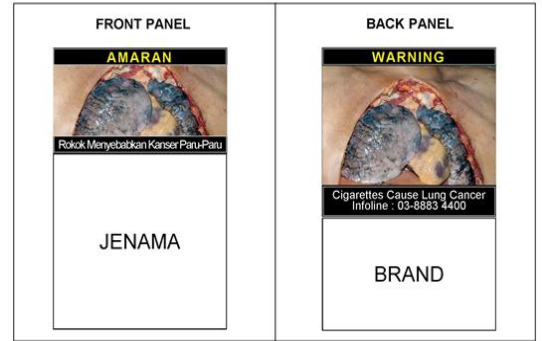 FRONT PANEL
AMARAN
Rokok Menyebabkan Kanser Paru-Paru
JENAMA
BACK PANEL
WARNING
Cigarettes Cause Lung Cancer
Infoline : 03-8883 4400
BRAND